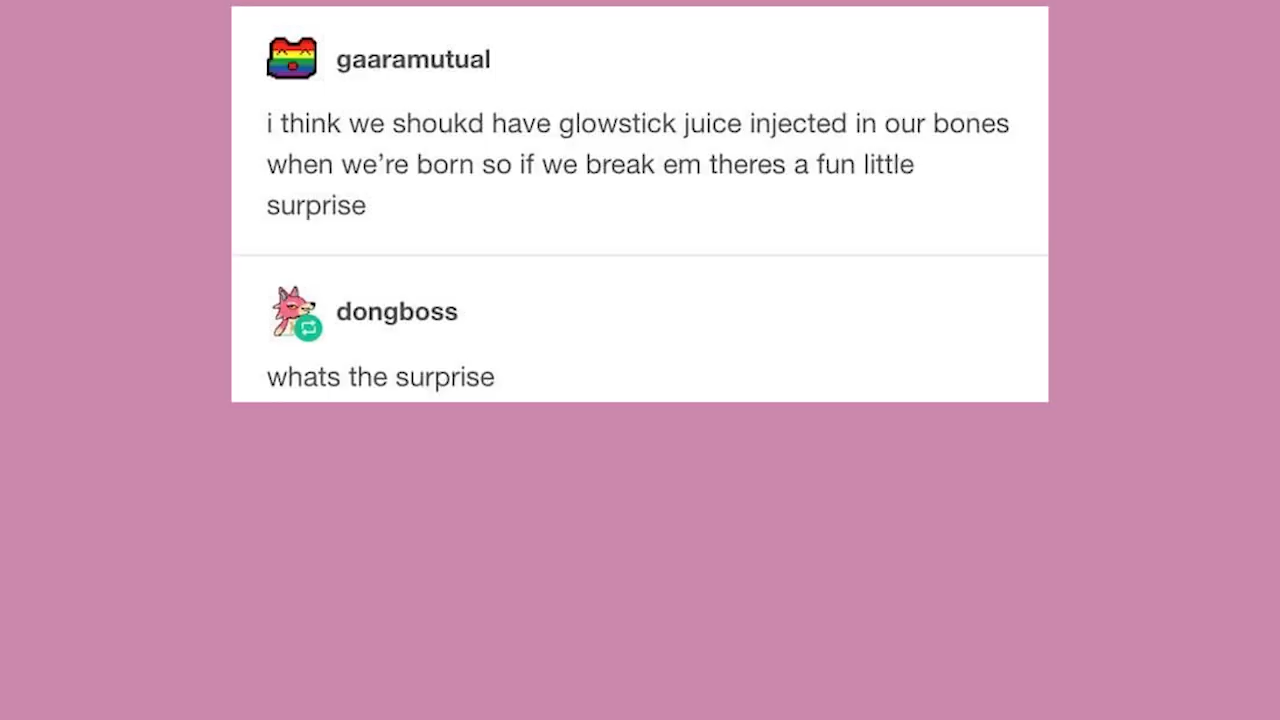 gaaramutual
i think we shoukd have glowstick juice injected in our bones
when we’re born so if we break em theres a fun little
surprise
dongboss
whats the surprise